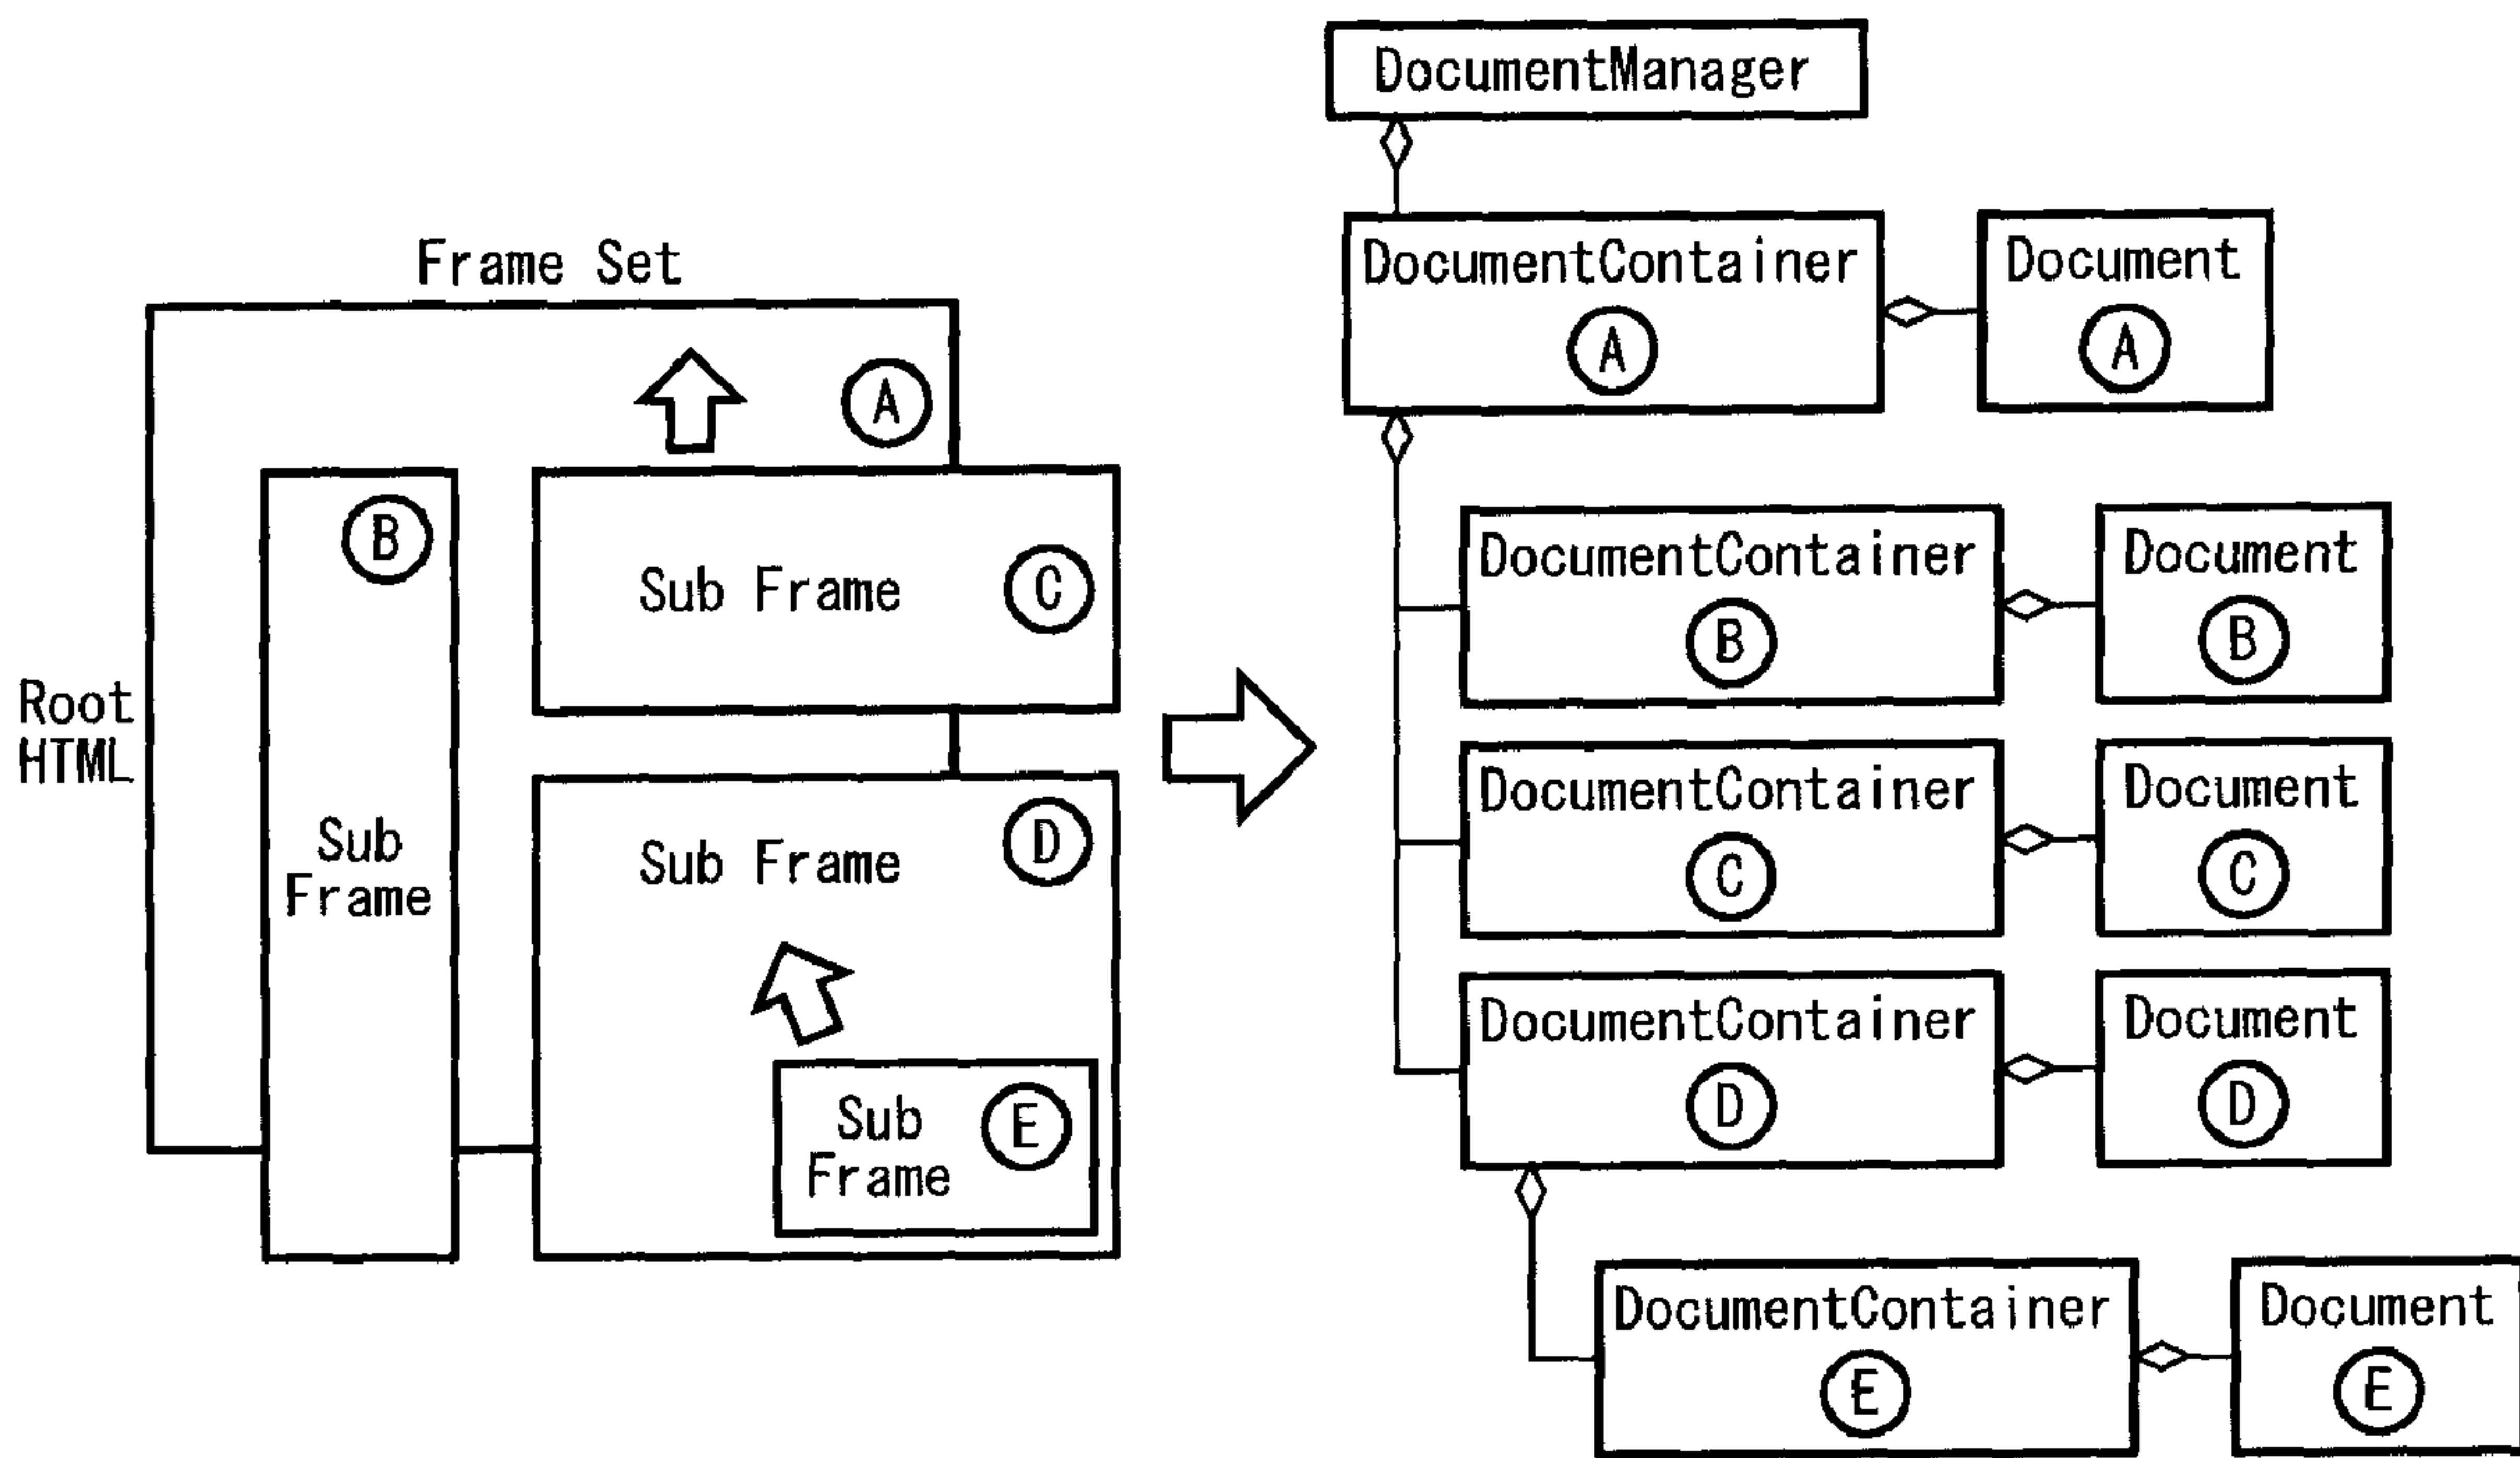 Frame Set
A
B
Sub Frame
C
Root
HTML
Sub
Frame
Sub Frame
D
Sub
Frame
E
DocumentManager
DocumentContainer
A
Document
A
DocumentContainer
B
Document
B
DocumentContainer
C
Document
C
DocumentContainer
D
Document
D
DocumentContainer
E
Document
E